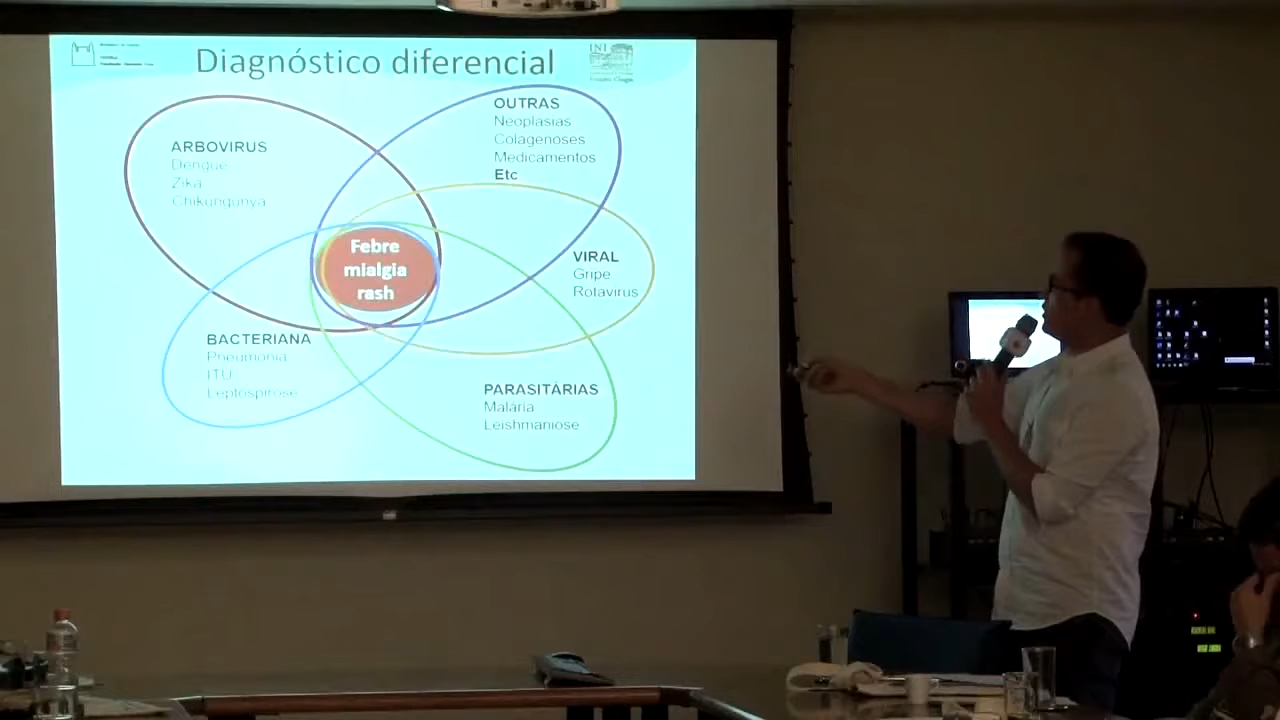 Diagnóstico diferencial
INI
ARBOVIRUS
Dengue
Zika
Chikungunya
OUTRAS
Neoplasias
Colagenoses
Medicamentos
Etc
Febre
mialgia
rash
VIRAL
Gripe
Rotavirus
BACTERIANA
Pneumonia
ITU
Leptospirose
PARASITÁRIAS
Malária
Leishmaniose